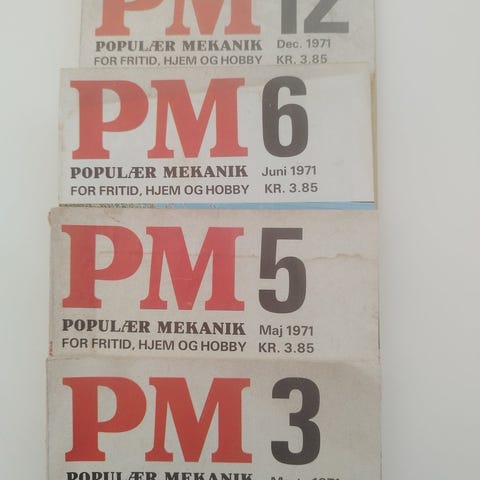 PM 12
POPULÆR MEKANIK Dec. 1971
FOR FRITID, HJEM OG HOBBY KR. 3.85
PM 6
POPULÆR MEKANIK Juni 1971
FOR FRITID, HJEM OG HOBBY KR. 3.85
PM 5
POPULÆR MEKANIK Maj 1971
FOR FRITID, HJEM OG HOBBY KR. 3.85
PM 3
POPULÆR MEKANIK 1971